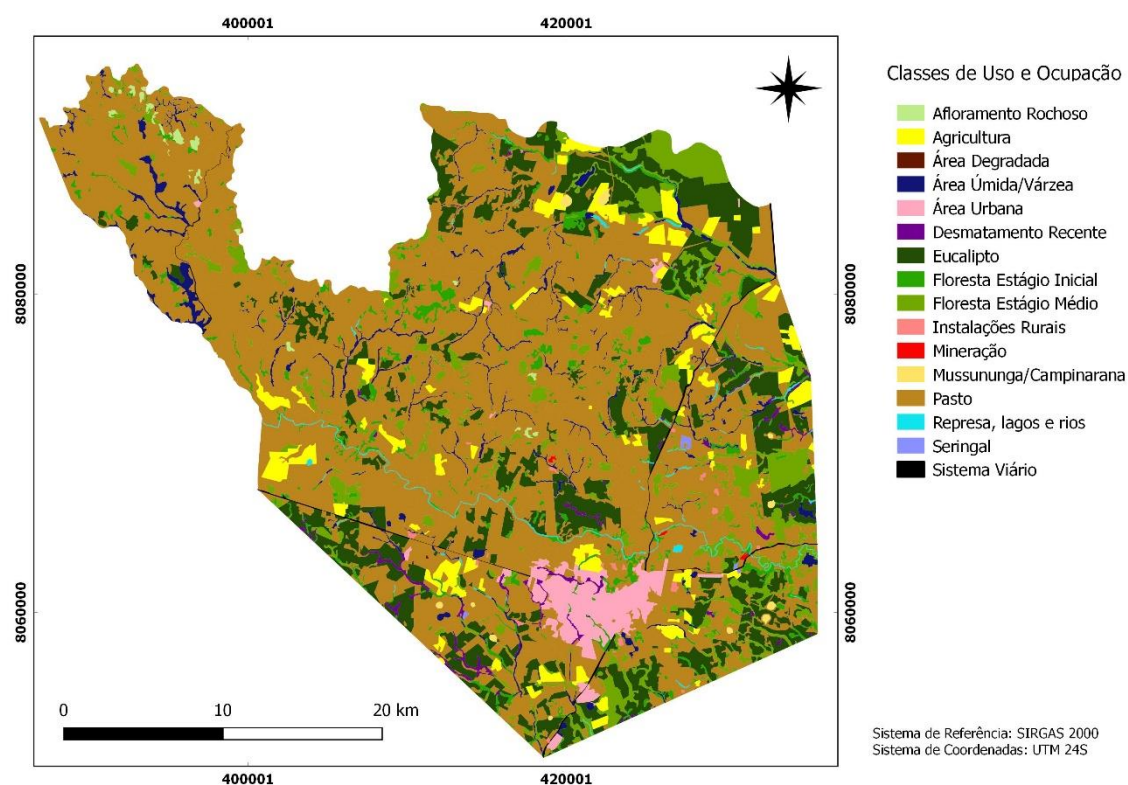 400001 420001
Classes de Uso e Ocupação
Afloramento Rochoso
Agricultura
Área Degradada
Área Úmida/Várzea
Área Urbana
Desmatamento Recente
Eucalipto
Floresta Estágio Inicial
Floresta Estágio Médio
Instalações Rurais
Mineração
Mussununga/Campinarana
Pasto
Represa, lagos e rios
Seringal
Sistema Viário
8080000 8080000
8060000 8060000
0 10 20 km
Sistema de Referência: SIRGAS 2000
Sistema de Coordenadas: UTM 24S
400001 420001